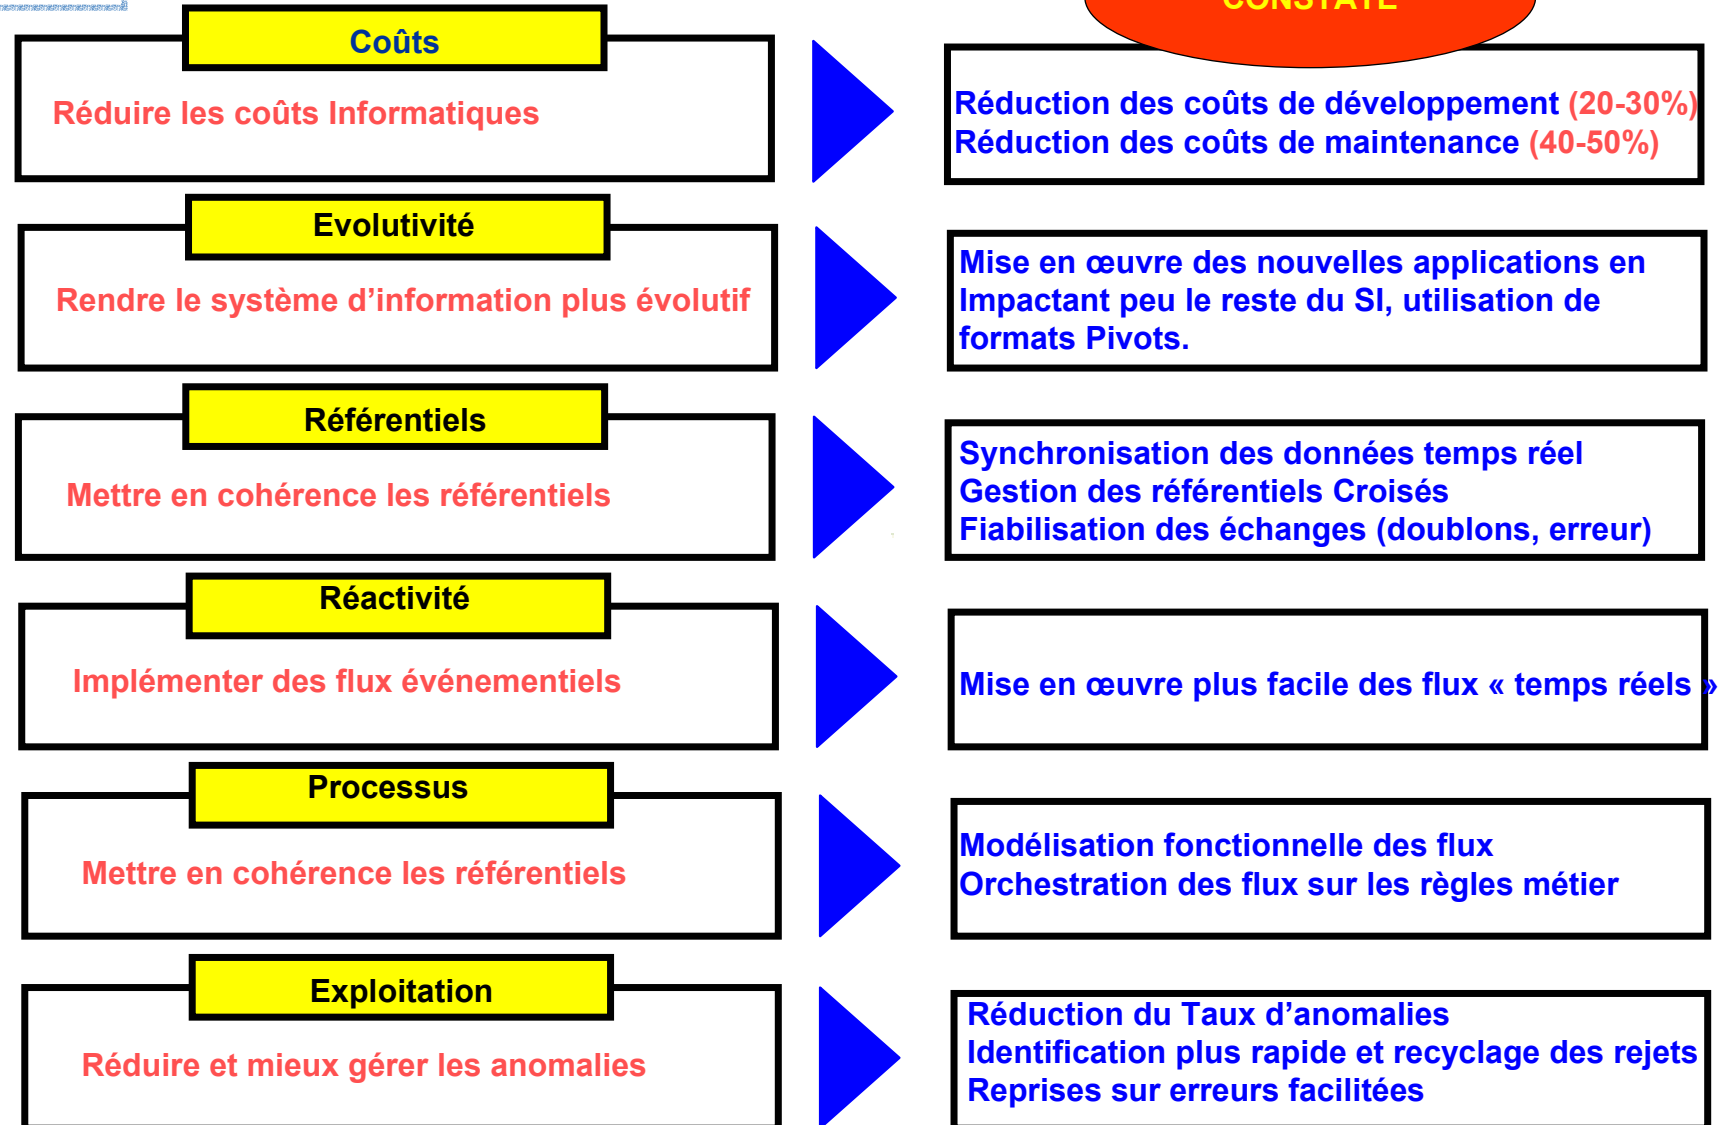 CONSTATE
Coûts
Réduire les coûts Informatiques
Réduction des coûts de développement (20-30%)
Réduction des coûts de maintenance (40-50%)
Evolutivité
Rendre le système d’information plus évolutif
Mise en œuvre des nouvelles applications en
Impactant peu le reste du SI, utilisation de
formats Pivots.
Référentiels
Mettre en cohérence les référentiels
Synchronisation des données temps réel
Gestion des référentiels Croisés
Fiabilisation des échanges (doublons, erreur)
Réactivité
Implémenter des flux événementiels
Mise en œuvre plus facile des flux « temps réels »
Processus
Mettre en cohérence les référentiels
Modélisation fonctionnelle des flux
Orchestration des flux sur les règles métier
Exploitation
Réduire et mieux gérer les anomalies
Réduction du Taux d’anomalies
Identification plus rapide et recyclage des rejets
Reprises sur erreurs facilitées